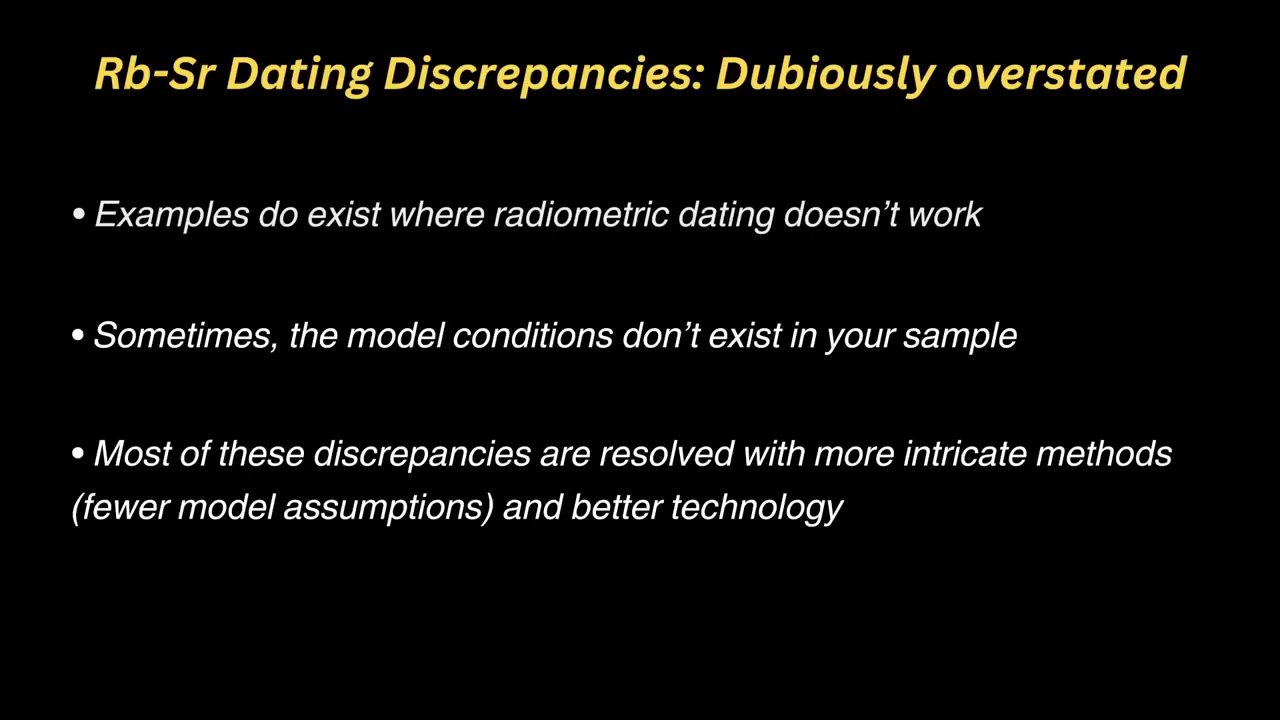 Rb-Sr Dating Discrepancies: Dubiously overstated
• Examples do exist where radiometric dating doesn’t work
• Sometimes, the model conditions don’t exist in your sample
• Most of these discrepancies are resolved with more intricate methods
(fewer model assumptions) and better technology